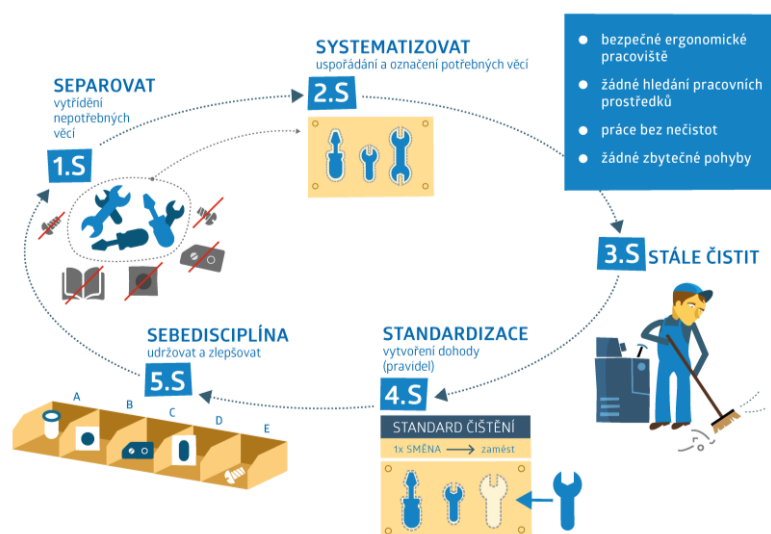 SEPAROVAT
vytřídění
nepotřebných
věcí
1.S
SYSTEMATIZOVAT
uspořádání a označení potřebných věcí
2.S
bezpečné ergonomické
pracoviště
žádné hledání pracovních
prostředků
práce bez nečistot
žádné zbytečné pohyby
3.S STÁLE ČISTIT
STANDARDIZACE
vytvoření dohody
(pravidel)
4.S
STANDARD ČIŠTĚNÍ
1x SMĚNA → zamést
SEBEDISCIPLÍNA
udržovat a zlepšovat
5.S
A B C D E